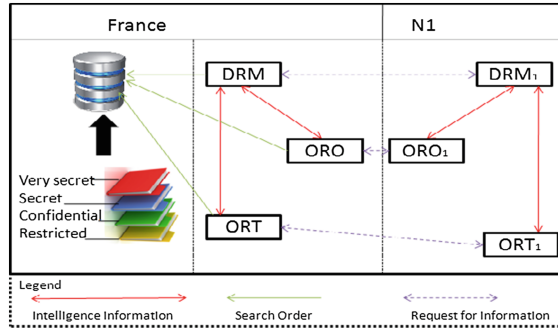 France N1
DRM DRM₁
ORO ORO₁
Very secret
Secret
Confidential
Restricted
ORT ORT₁
Legend
Intelligence Information Search Order Request for Information